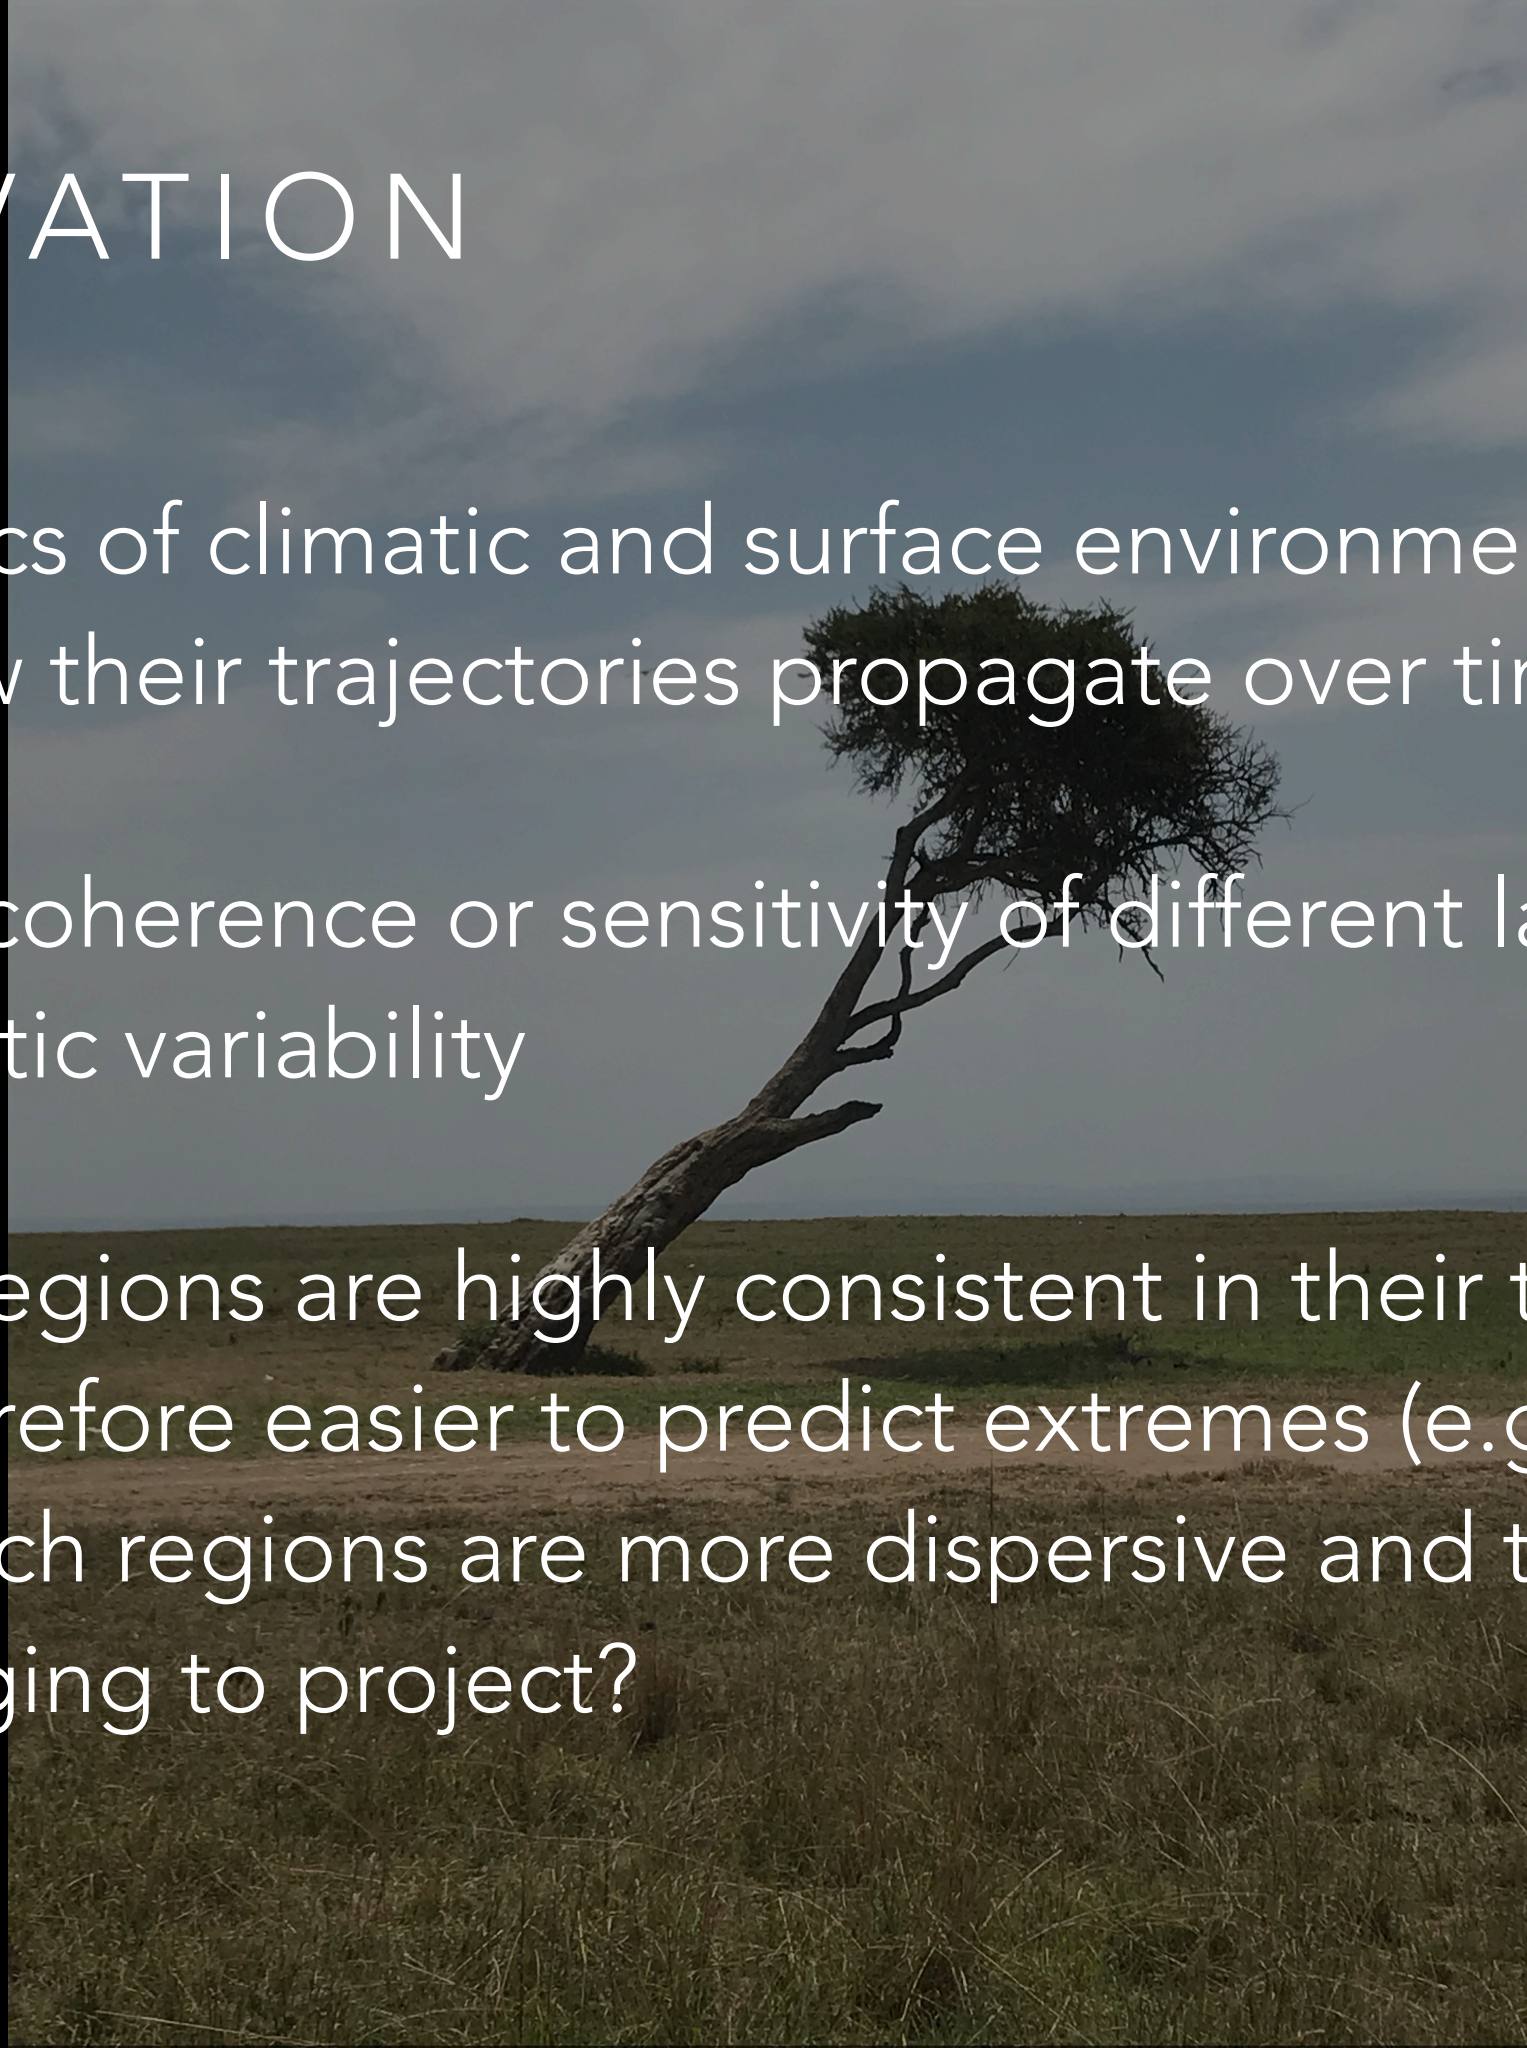 VATION
cs of climatic and surface environme
w their trajectories propagate over tir
coherence or sensitivity of different la
tic variability
egions are highly consistent in their t
refore easier to predict extremes (e.g
ch regions are more dispersive and t
ging to project?